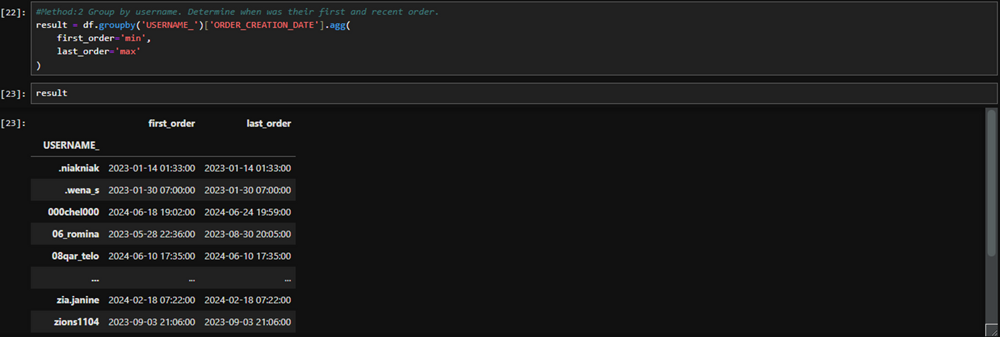 [22]: #Method:2 Group by username. Determine when was their first and recent order.
result = df.groupby('USERNAME_')['ORDER_CREATION_DATE'].agg(
    first_order='min',
    last_order='max'
)
[23]: result
[23]: first_order last_order
USERNAME_
.niakniak 2023-01-14 01:33:00 2023-01-14 01:33:00
.wena_s 2023-01-30 07:00:00 2023-01-30 07:00:00
000chel000 2024-06-18 19:02:00 2024-06-24 19:59:00
06_romina 2023-05-28 22:36:00 2023-08-30 20:05:00
08qar_telo 2024-06-10 17:35:00 2024-06-10 17:35:00
... ... ...
zia.janine 2024-02-18 07:22:00 2024-02-18 07:22:00
zions1104 2023-09-03 21:06:00 2023-09-03 21:06:00